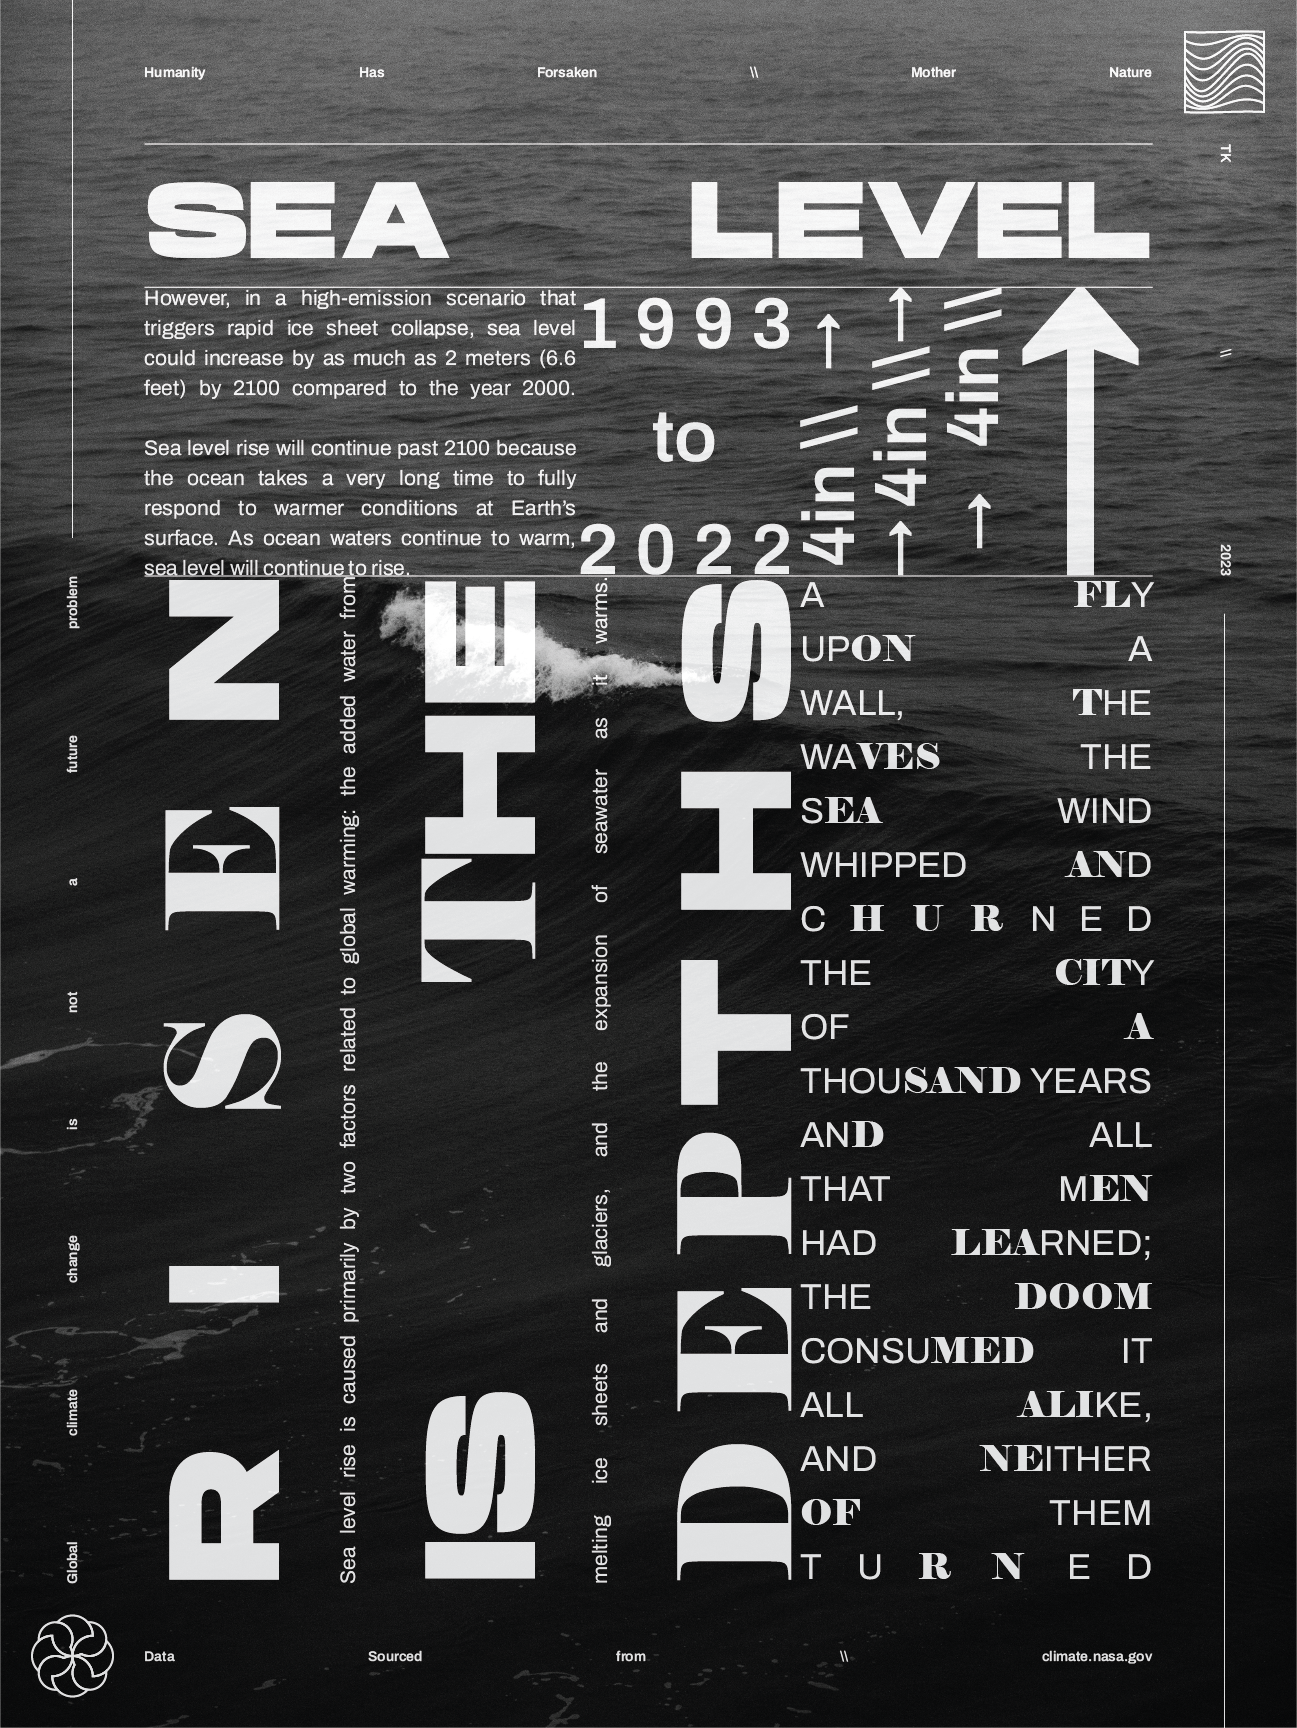 Humanity Has Forsaken \\ Mother Nature
TK \\ 2023
SEA LEVEL
However, in a high-emission scenario that
triggers rapid ice sheet collapse, sea level
could increase by as much as 2 meters (6.6
feet) by 2100 compared to the year 2000.
Sea level rise will continue past 2100 because
the ocean takes a very long time to fully
respond to warmer conditions at Earth's
surface. As ocean waters continue to warm,
sea level will continue to rise.
1993
to
2022
4in \\ →
→ 4in \\ →
→ 4in \\
Global climate change is not a future problem
RISEN
Sea level rise is caused primarily by two factors related to global warming: the added water from
IS THE
melting ice sheets and glaciers, and the expansion of seawater as it warms.
DEPTHS
A FLY
UPON A
WALL, THE
WAVES THE
SEA WIND
WHIPPED AND
CHURNED
THE CITY
OF A
THOUSAND YEARS
AND ALL
THAT MEN
HAD LEARNED;
THE DOOM
CONSUMED IT
ALL ALIKE,
AND NEITHER
OF THEM
TURNED
Data Sourced from \\ climate.nasa.gov